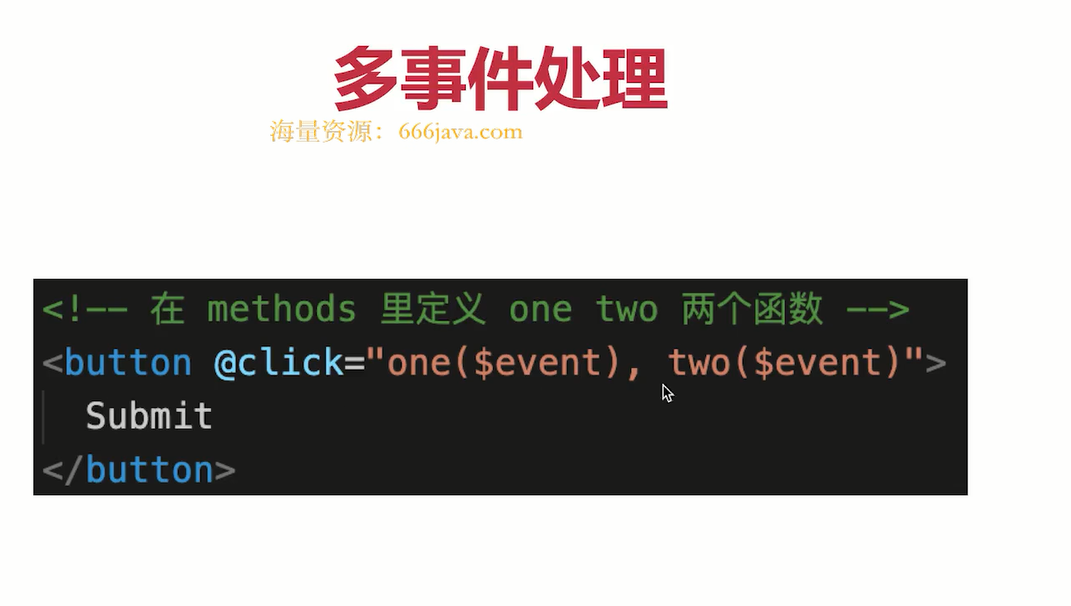 多事件处理
海量资源：666java.com
<!-- 在 methods 里定义 one two 两个函数 -->
<button @click="one($event), two($event)">
  Submit
</button>